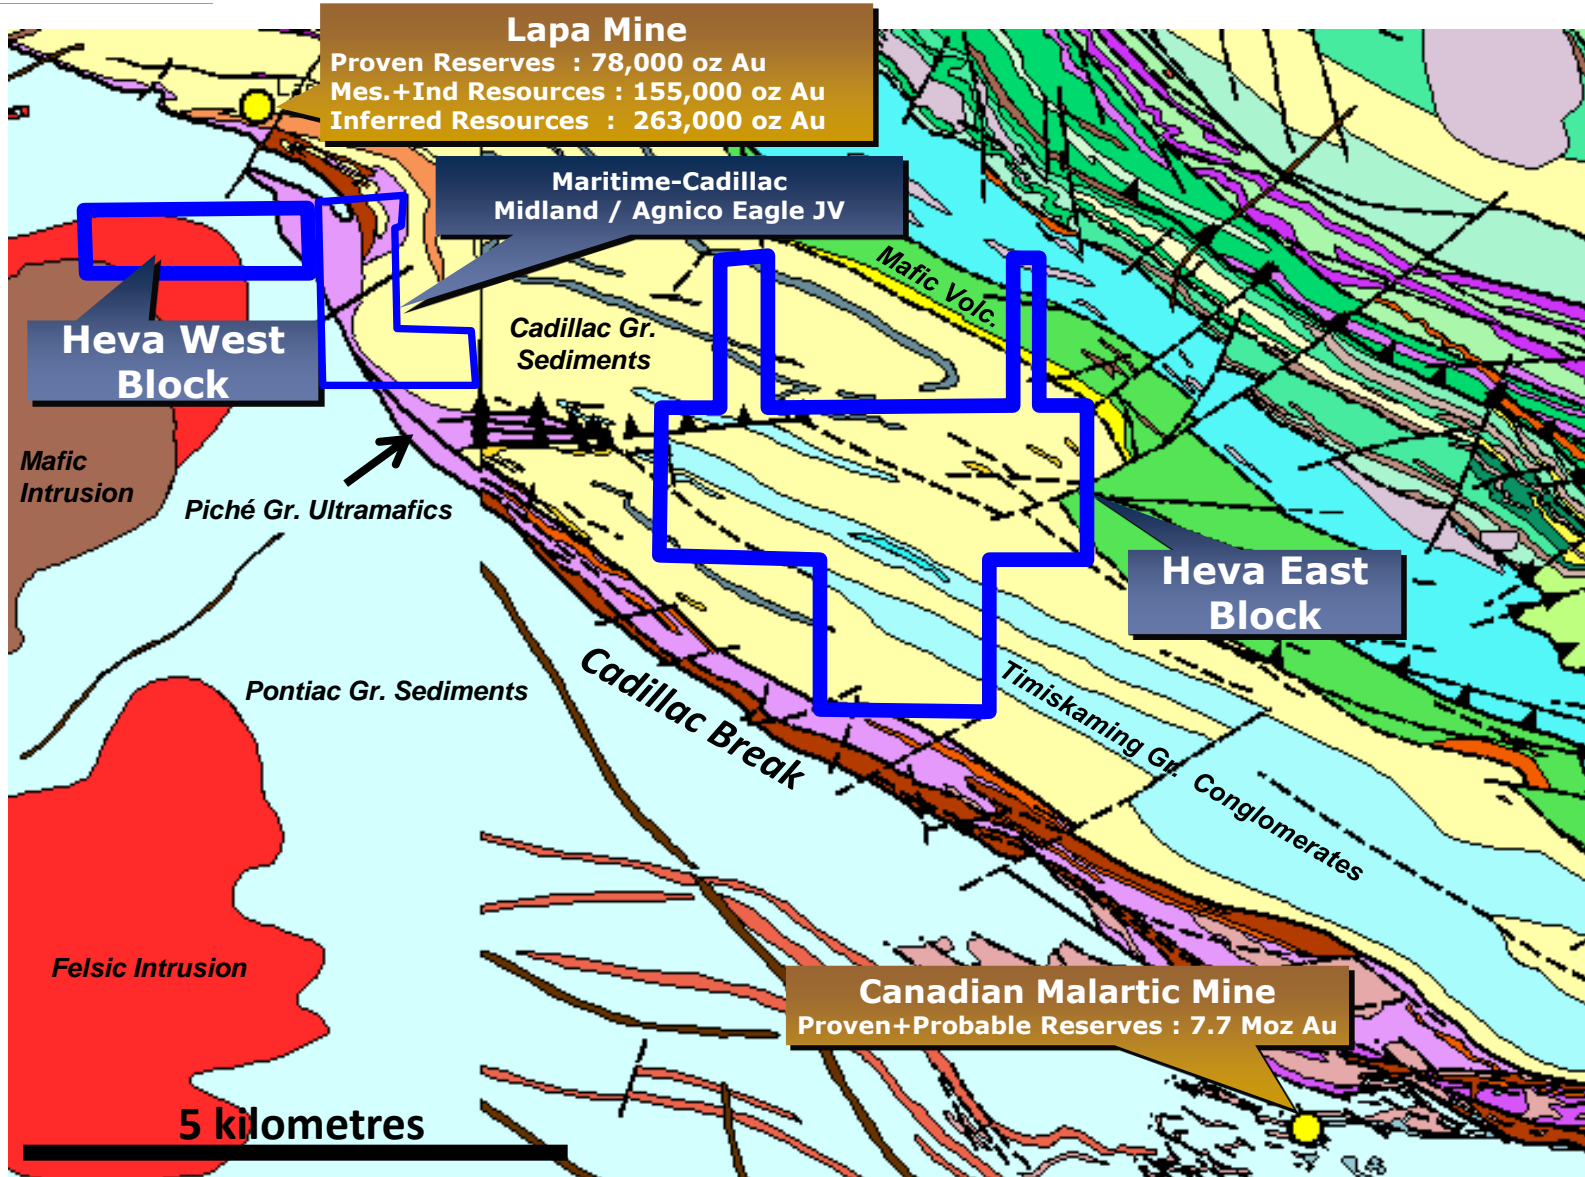 Lapa Mine
Proven Reserves : 78,000 oz Au
Mes.+Ind Resources : 155,000 oz Au
Inferred Resources : 263,000 oz Au
Maritime-Cadillac
Midland / Agnico Eagle JV
Mafic Volc.
Heva West
Block
Cadillac Gr.
Sediments
Mafic
Intrusion
Piché Gr. Ultramafics
Heva East
Block
Pontiac Gr. Sediments
Cadillac Break
Timiskaming Gr. Conglomerates
Felsic Intrusion
Canadian Malartic Mine
Proven+Probable Reserves : 7.7 Moz Au
5 kilometres